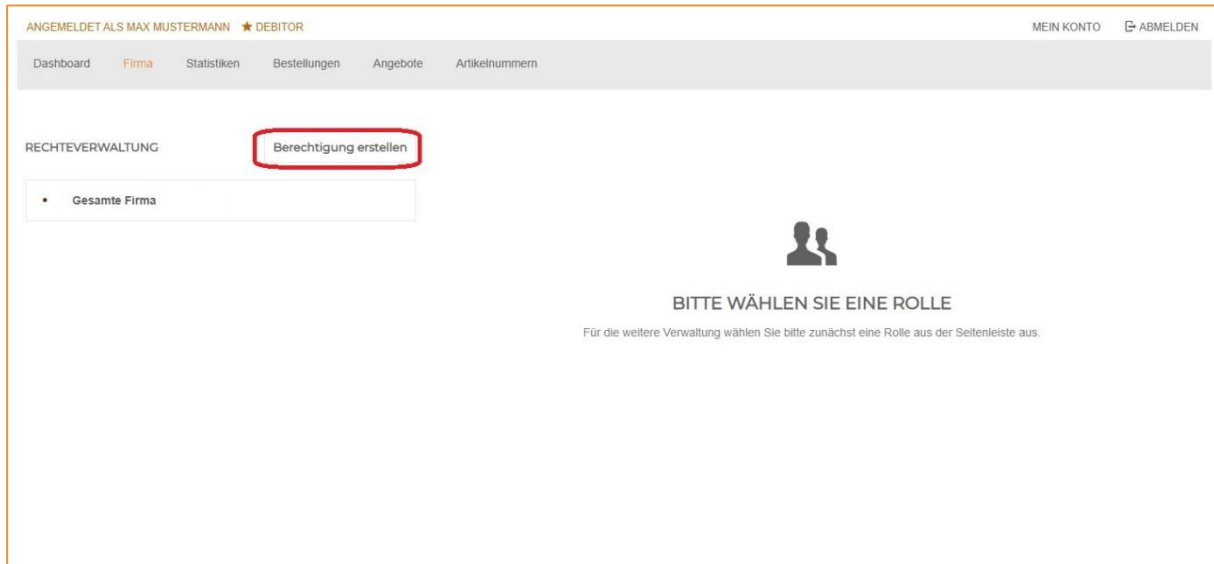 ANGEMELDET ALS MAX MUSTERMANN ★ DEBITOR MEIN KONTO ABMELDEN
Dashboard Firma Statistiken Bestellungen Angebote Artikelnummern
RECHTEVERWALTUNG Berechtigung erstellen
• Gesamte Firma
BITTE WÄHLEN SIE EINE ROLLE
Für die weitere Verwaltung wählen Sie bitte zunächst eine Rolle aus der Seitenleiste aus.